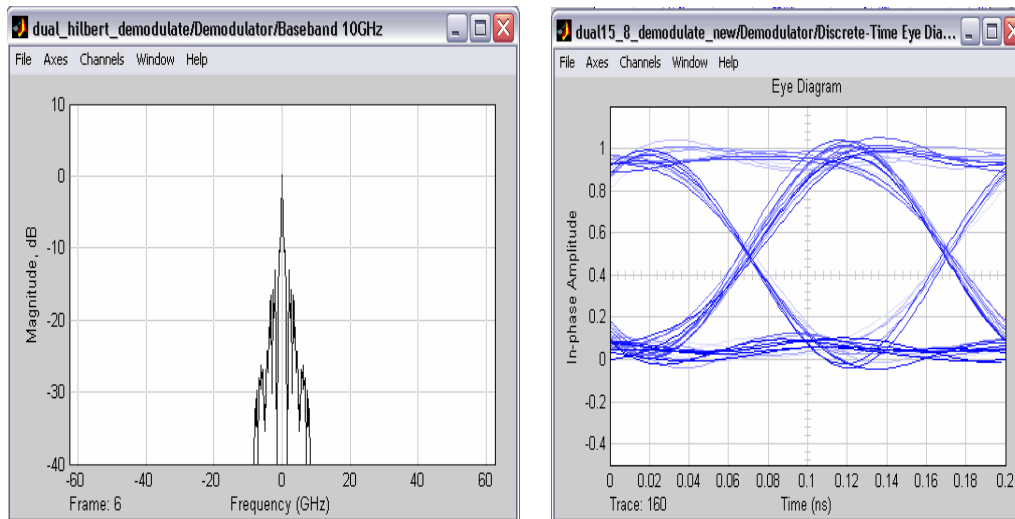 dual_hilbert_demodulate/Demodulator/Baseband 10GHz
File Axes Channels Window Help
10
0
-10
-20
-30
-40
Magnitude, dB
-60 -40 -20 0 20 40 60
Frame: 6 Frequency (GHz)
dual15_8_demodulate_new/Demodulator/Discrete-Time Eye Dia...
File Axes Channels Window Help
Eye Diagram
1
0.8
0.6
0.4
0.2
0
-0.2
-0.4
In-phase Amplitude
0 0.02 0.04 0.06 0.08 0.1 0.12 0.14 0.16 0.18 0.2
Trace: 160 Time (ns)